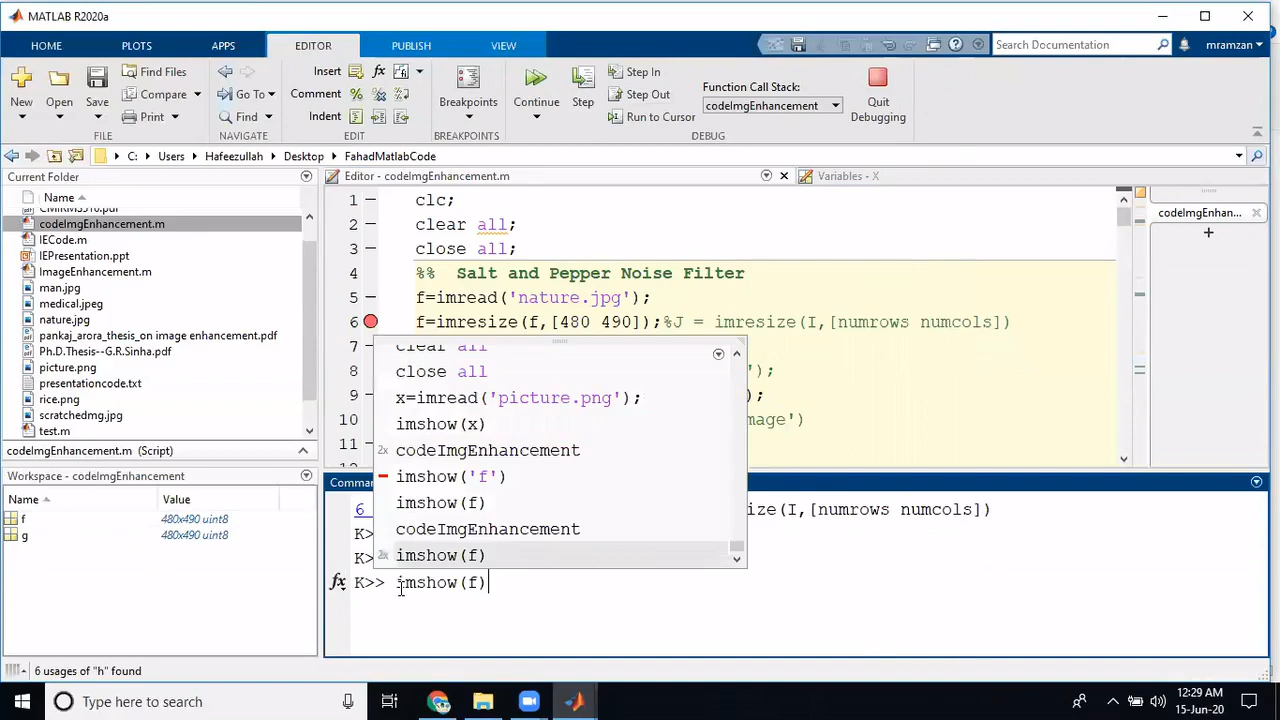 MATLAB R2020a
HOME PLOTS APPS EDITOR PUBLISH VIEW Search Documentation mramzan
New Open Save Find Files Compare Print Go To Find Insert Comment Indent Breakpoints Continue Step Step In Step Out Run to Cursor Function Call Stack: codeImgEnhancement Quit Debugging
FILE NAVIGATE EDIT BREAKPOINTS DEBUG
C: Users Hafeezullah Desktop FahadMatlabCode
Current Folder
Name
codeImgEnhancement.m
IECode.m
IEPresentation.ppt
ImageEnhancement.m
man.jpg
medical.jpeg
nature.jpg
pankaj_arora_thesis_on image enhancement.pdf
Ph.D.Thesis--G.R.Sinha.pdf
picture.png
presentationcode.txt
rice.png
scratchedmg.jpg
test.m
codeImgEnhancement.m (Script)
Workspace - codeImgEnhancement
Name Value
f 480x490 uint8
g 480x490 uint8
Editor - codeImgEnhancement.m Variables - X
1 clc;
2 clear all;
3 close all;
4 %% Salt and Pepper Noise Filter
5 f=imread('nature.jpg');
6 f=imresize(f,[480 490]);%J = imresize(I,[numrows numcols])
7
8 ');
9 ;
10 mage')
11
codeImgEnhan...
clear all
close all
x=imread('picture.png');
imshow(x)
2x codeImgEnhancement
imshow('f')
imshow(f)
codeImgEnhancement
2x imshow(f)
Comman
6 size(I,[numrows numcols])
K>
K>
fx K>> imshow(f)
6 usages of "h" found
Type here to search
12:29 AM
15-Jun-20